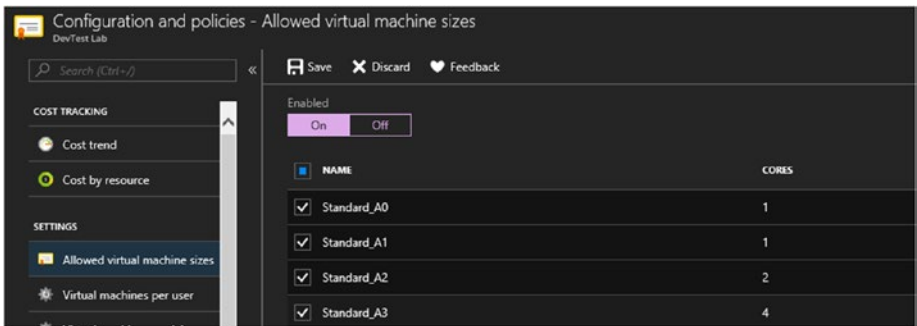 Configuration and policies - Allowed virtual machine sizes
DevTest Lab
Search (Ctrl+/)
«
Save Discard Feedback
COST TRACKING
Cost trend
Cost by resource
SETTINGS
Allowed virtual machine sizes
Virtual machines per user
Enabled
On Off
NAME CORES
Standard_A0 1
Standard_A1 1
Standard_A2 2
Standard_A3 4